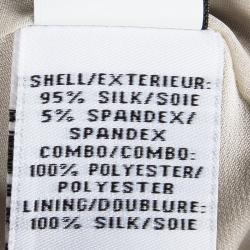 SHELL/EXTERIEUR:
95% SILK/SOIE
5% SPANDEX/
SPANDEX
COMBO/COMBO:
100% POLYESTER/
POLYESTER
LINING/DOUBLURE:
100% SILK/SOIE